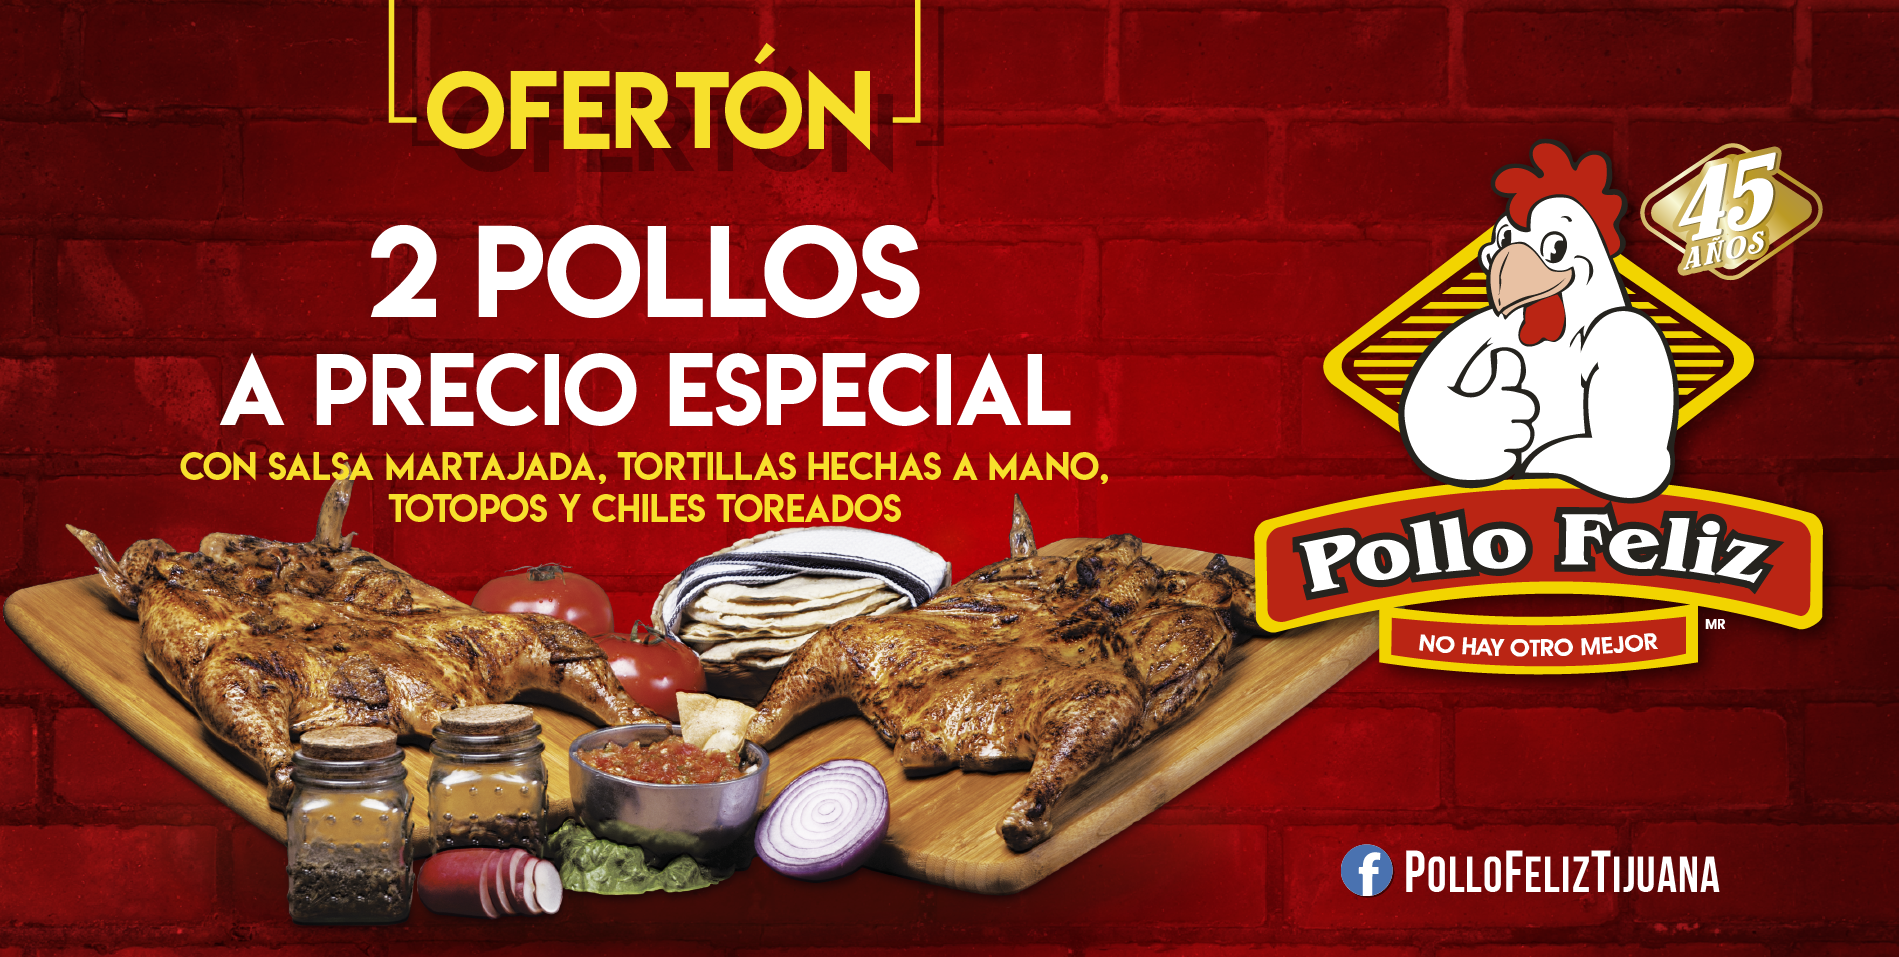 OFERTÓN
2 POLLOS
A PRECIO ESPECIAL
CON SALSA MARTAJADA, TORTILLAS HECHAS A MANO,
TOTOPOS Y CHILES TOREADOS
45
AÑOS
Pollo Feliz
MR
NO HAY OTRO MEJOR
f POLLOFELIZTIJUANA